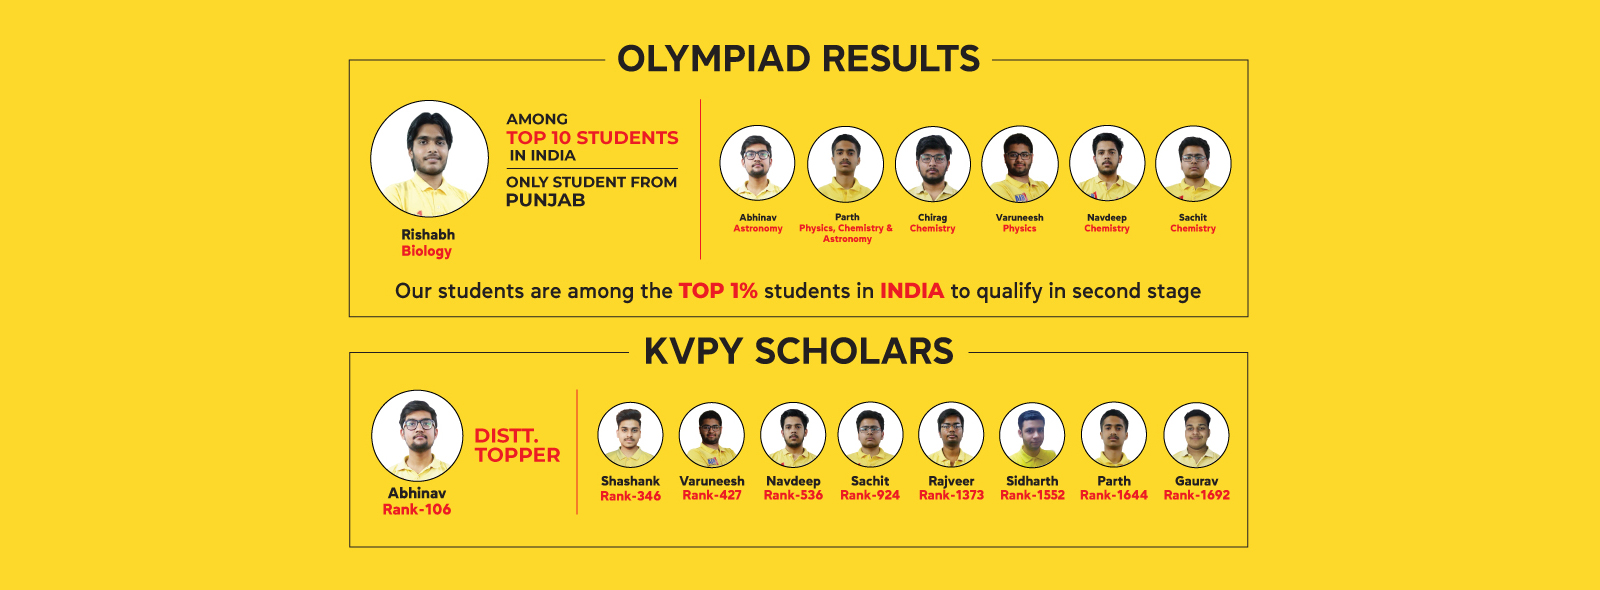 OLYMPIAD RESULTS
AMONG
TOP 10 STUDENTS
IN INDIA
ONLY STUDENT FROM
PUNJAB
Rishabh
Biology
Abhinav
Astronomy
Parth
Physics, Chemistry &
Astronomy
Chirag
Chemistry
Varuneesh
Physics
Navdeep
Chemistry
Sachit
Chemistry
Our students are among the TOP 1% students in INDIA to qualify in second stage
KVPY SCHOLARS
Abhinav
Rank-106
DISTT.
TOPPER
Shashank
Rank-346
Varuneesh
Rank-427
Navdeep
Rank-536
Sachit
Rank-924
Rajveer
Rank-1373
Sidharth
Rank-1552
Parth
Rank-1644
Gaurav
Rank-1692